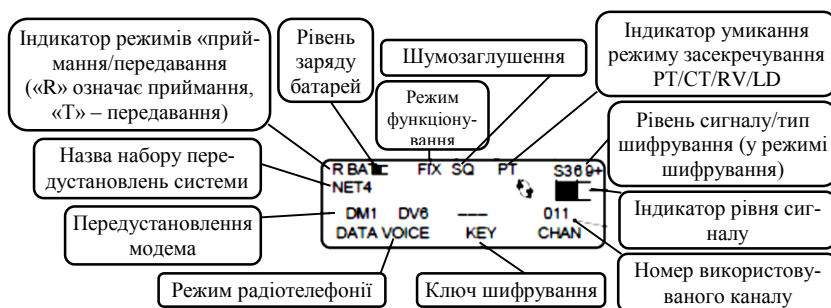 Індикатор режимів «прий-
мання/передавання
(«R» означає приймання,
«Т» – передавання)
Рівень
заряду
батарей
Шумозаглушення
Режим
функціону-
вання
Індикатор умикання
режиму засекречування
PT/CT/RV/LD
Рівень сигналу/тип
шифрування (у режимі
шифрування)
Назва набору пере-
дустановлень системи
R BAT FIX SQ PT S369+
NET4
DM1 DV6 --- 011
DATA VOICE KEY CHAN
Передустановлення
модема
Індикатор рівня сиг-
налу
Режим радіотелефонії
Ключ шифрування
Номер використову-
ваного каналу